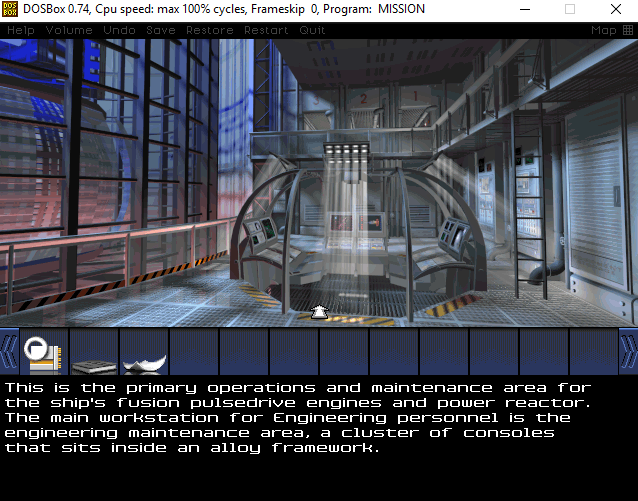 DOSBox 0.74, Cpu speed: max 100% cycles, Frameskip 0, Program: MISSION
Help Volume Undo Save Restore Restart Quit Map
2 1
This is the primary operations and maintenance area for
the ship's fusion pulsedrive engines and power reactor.
The main workstation for Engineering personnel is the
engineering maintenance area, a cluster of consoles
that sits inside an alloy framework.